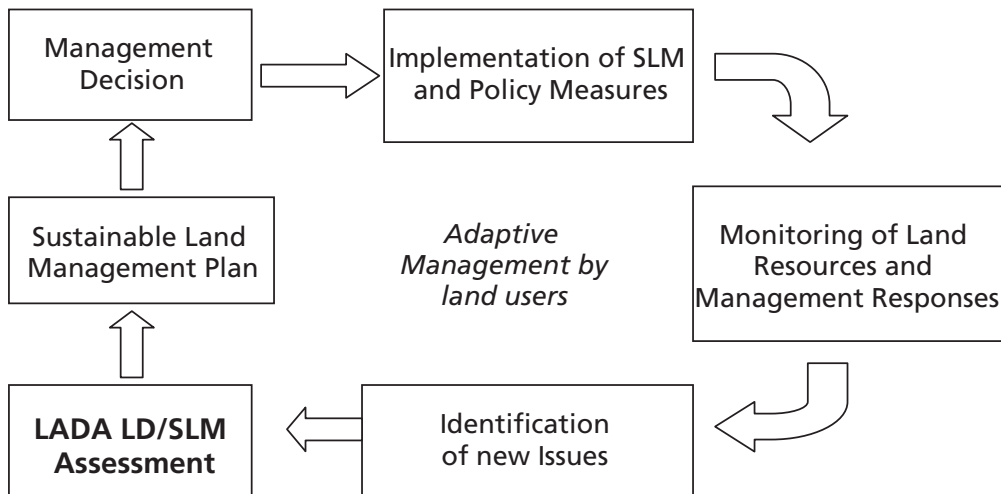 Management
Decision
Implementation of SLM
and Policy Measures
Sustainable Land
Management Plan
Adaptive
Management by
land users
Monitoring of Land
Resources and
Management Responses
LADA LD/SLM
Assessment
Identification
of new Issues